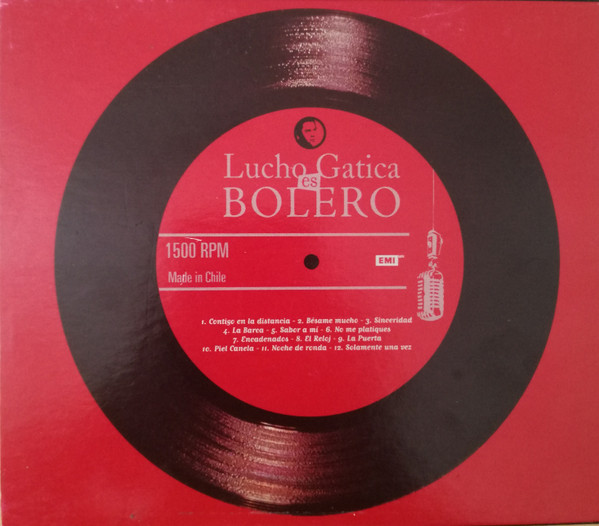 Lucho Gatica
es
BOLERO
1500 RPM
EMI
Made in Chile
1. Contigo en la distancia - 2. Bésame mucho - 3. Sinceridad
4. La Barca - 5. Sabor a mí - 6. No me platiques
7. Encadenados - 8. El Reloj - 9. La Puerta
10. Piel Canela - 11. Noche de ronda - 12. Solamente una vez